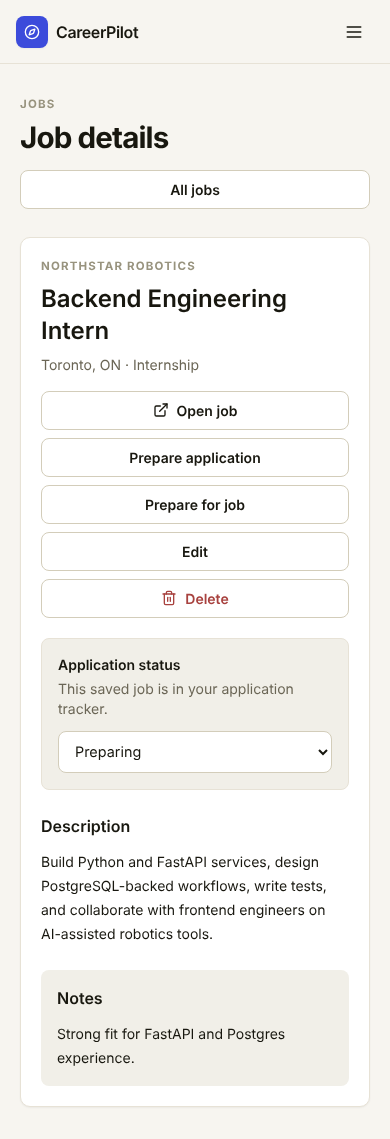 CareerPilot
JOBS
Job details
All jobs
NORTHSTAR ROBOTICS
Backend Engineering
Intern
Toronto, ON · Internship
Open job
Prepare application
Prepare for job
Edit
Delete
Application status
This saved job is in your application
tracker.
Preparing
Description
Build Python and FastAPI services, design
PostgreSQL-backed workflows, write tests,
and collaborate with frontend engineers on
AI-assisted robotics tools.
Notes
Strong fit for FastAPI and Postgres
experience.